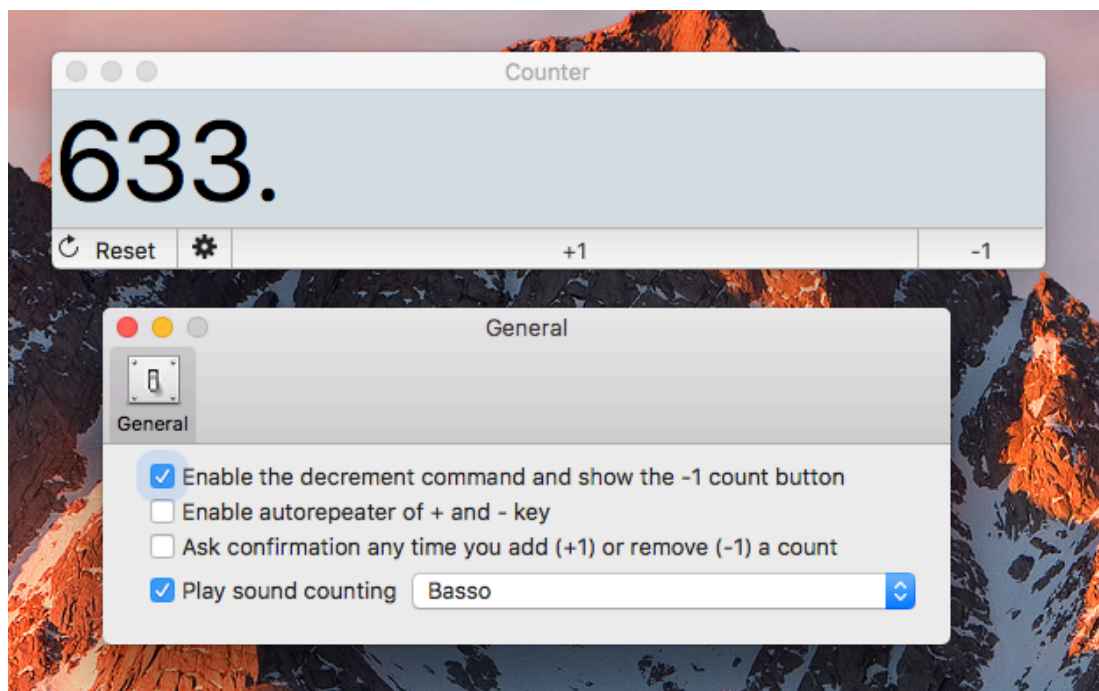 Counter
633.
Reset +1 -1
General
General
Enable the decrement command and show the -1 count button
Enable autorepeater of + and - key
Ask confirmation any time you add (+1) or remove (-1) a count
Play sound counting Basso